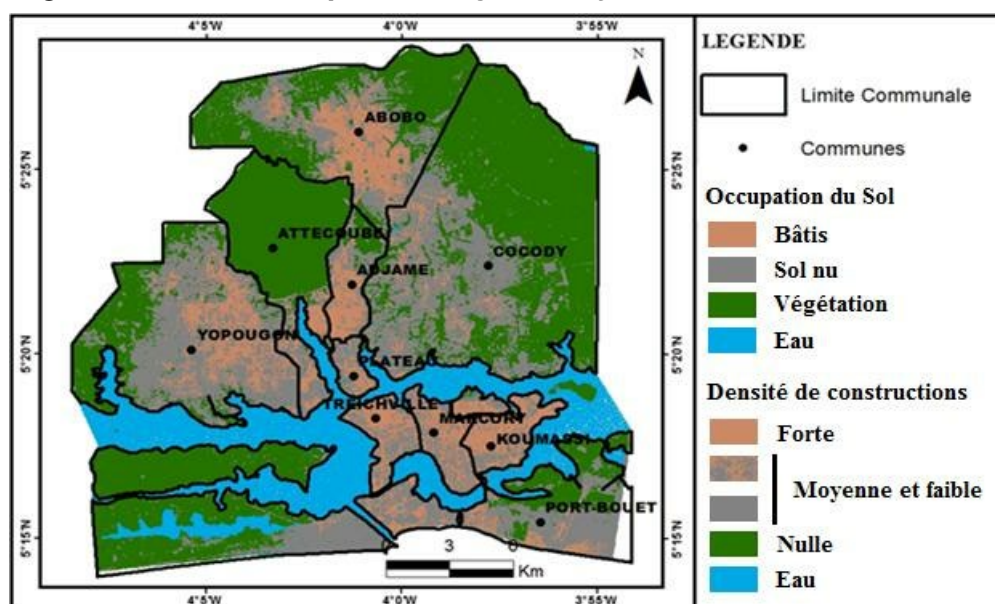 4°5'W 4°0'W 3°55'W
N
ABOBO
5°25'N 5°25'N
ATTECOUBE
COCODY
ADJAME
YOPOUGON
5°20'N 5°20'N
PLATEAU
TREICHVILLE
MARCORY
KOUMASSI
PORT-BOUET
5°15'N 5°15'N
0 3 6
Km
4°5'W 4°0'W 3°55'W
LEGENDE
Limite Communale
Communes
Occupation du Sol
Bâtis
Sol nu
Végétation
Eau
Densité de constructions
Forte
Moyenne et faible
Nulle
Eau